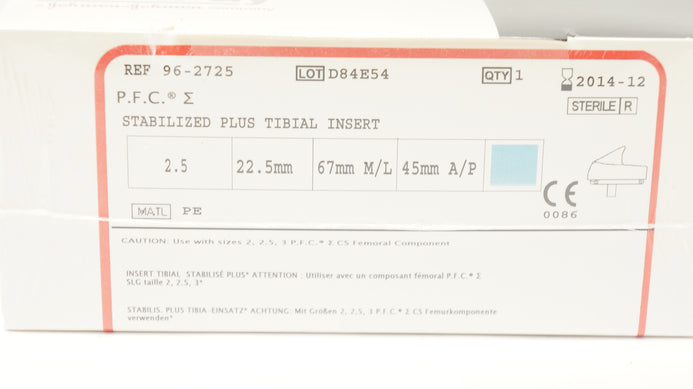 REF 96-2725 LOT D84E54 QTY 1 2014-12
P.F.C.® Σ STERILE R
STABILIZED PLUS TIBIAL INSERT
2.5 22.5mm 67mm M/L 45mm A/P
CE
0086
MATL PE
CAUTION: Use with sizes 2, 2.5, 3 P.F.C.® Σ CS Femoral Component
INSERT TIBIAL STABILISÉ PLUS* ATTENTION : Utiliser avec un composant fémoral P.F.C.® Σ
SLG taille 2, 2.5, 3*
STABILIS. PLUS TIBIA-EINSATZ* ACHTUNG: Mit Größen 2, 2.5, 3 P.F.C.® Σ CS Femurkomponente
verwenden*